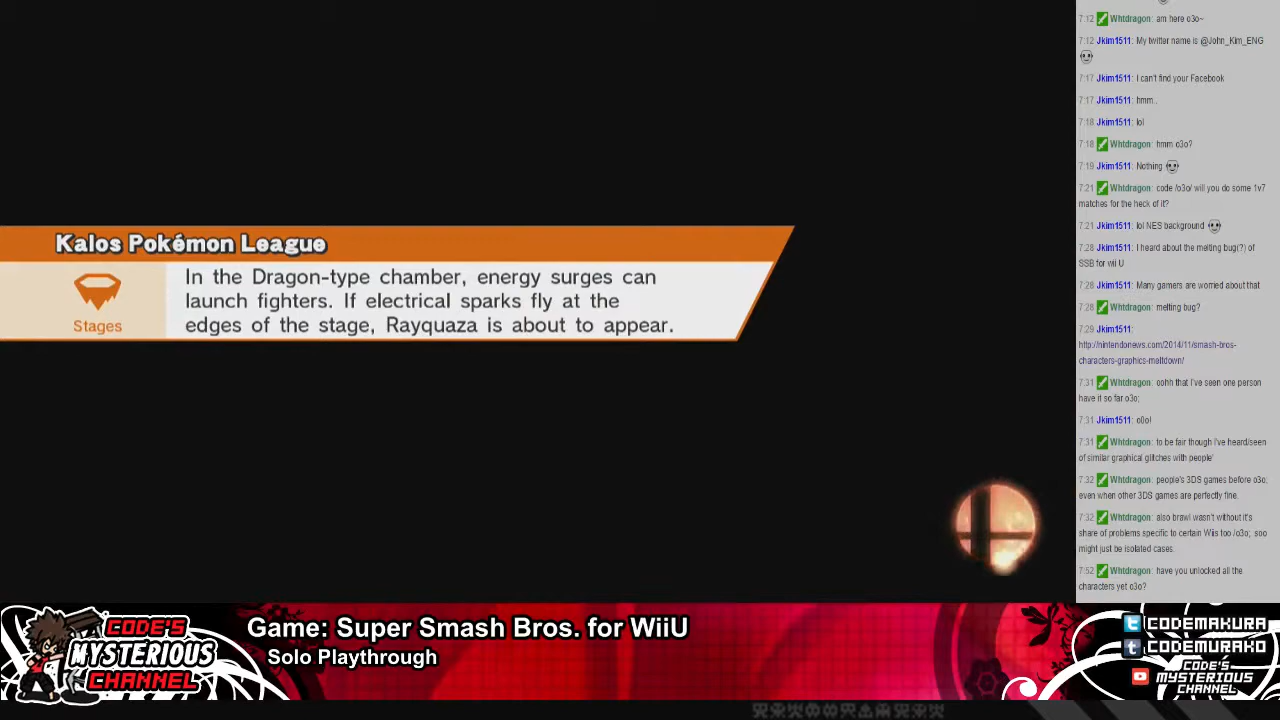 Kalos Pokémon League
Stages
In the Dragon-type chamber, energy surges can
launch fighters. If electrical sparks fly at the
edges of the stage, Rayquaza is about to appear.
7:12 Whtdragon: am here o3o~
7:12 Jkim1511: My twitter name is @John_Kim_ENG
7:17 Jkim1511: I can't find your Facebook
7:17 Jkim1511: hmm..
7:18 Jkim1511: lol
7:18 Whtdragon: hmm o3o?
7:19 Jkim1511: Nothing
7:21 Whtdragon: code /o3o/ will you do some 1v7
matches for the heck of it?
7:21 Jkim1511: lol NES background
7:28 Jkim1511: I heard about the melting bug(?) of
SSB for wii U
7:28 Jkim1511: Many gamers are worried about that
7:28 Whtdragon: melting bug?
7:29 Jkim1511:
http://nintendonews.com/2014/11/smash-bros-
characters-graphics-meltdown/
7:31 Whtdragon: oohh that I've seen one person
have it so far o3o;
7:31 Jkim1511: o0o!
7:31 Whtdragon: to be fair though I've heard/seen
of similar graphical glitches with people'
7:32 Whtdragon: people's 3DS games before o3o;
even when other 3DS games are perfectly fine.
7:32 Whtdragon: also brawl wasn't without it's
share of problems specific to certain Wiis too /o3o; soo
might just be isolated cases.
7:52 Whtdragon: have you unlocked all the
characters yet o3o?
CODE'S
MYSTERIOUS
CHANNEL
Game: Super Smash Bros. for WiiU
Solo Playthrough
CODEMAKURA
CODEMURAKO
CODE'S
MYSTERIOUS
CHANNEL